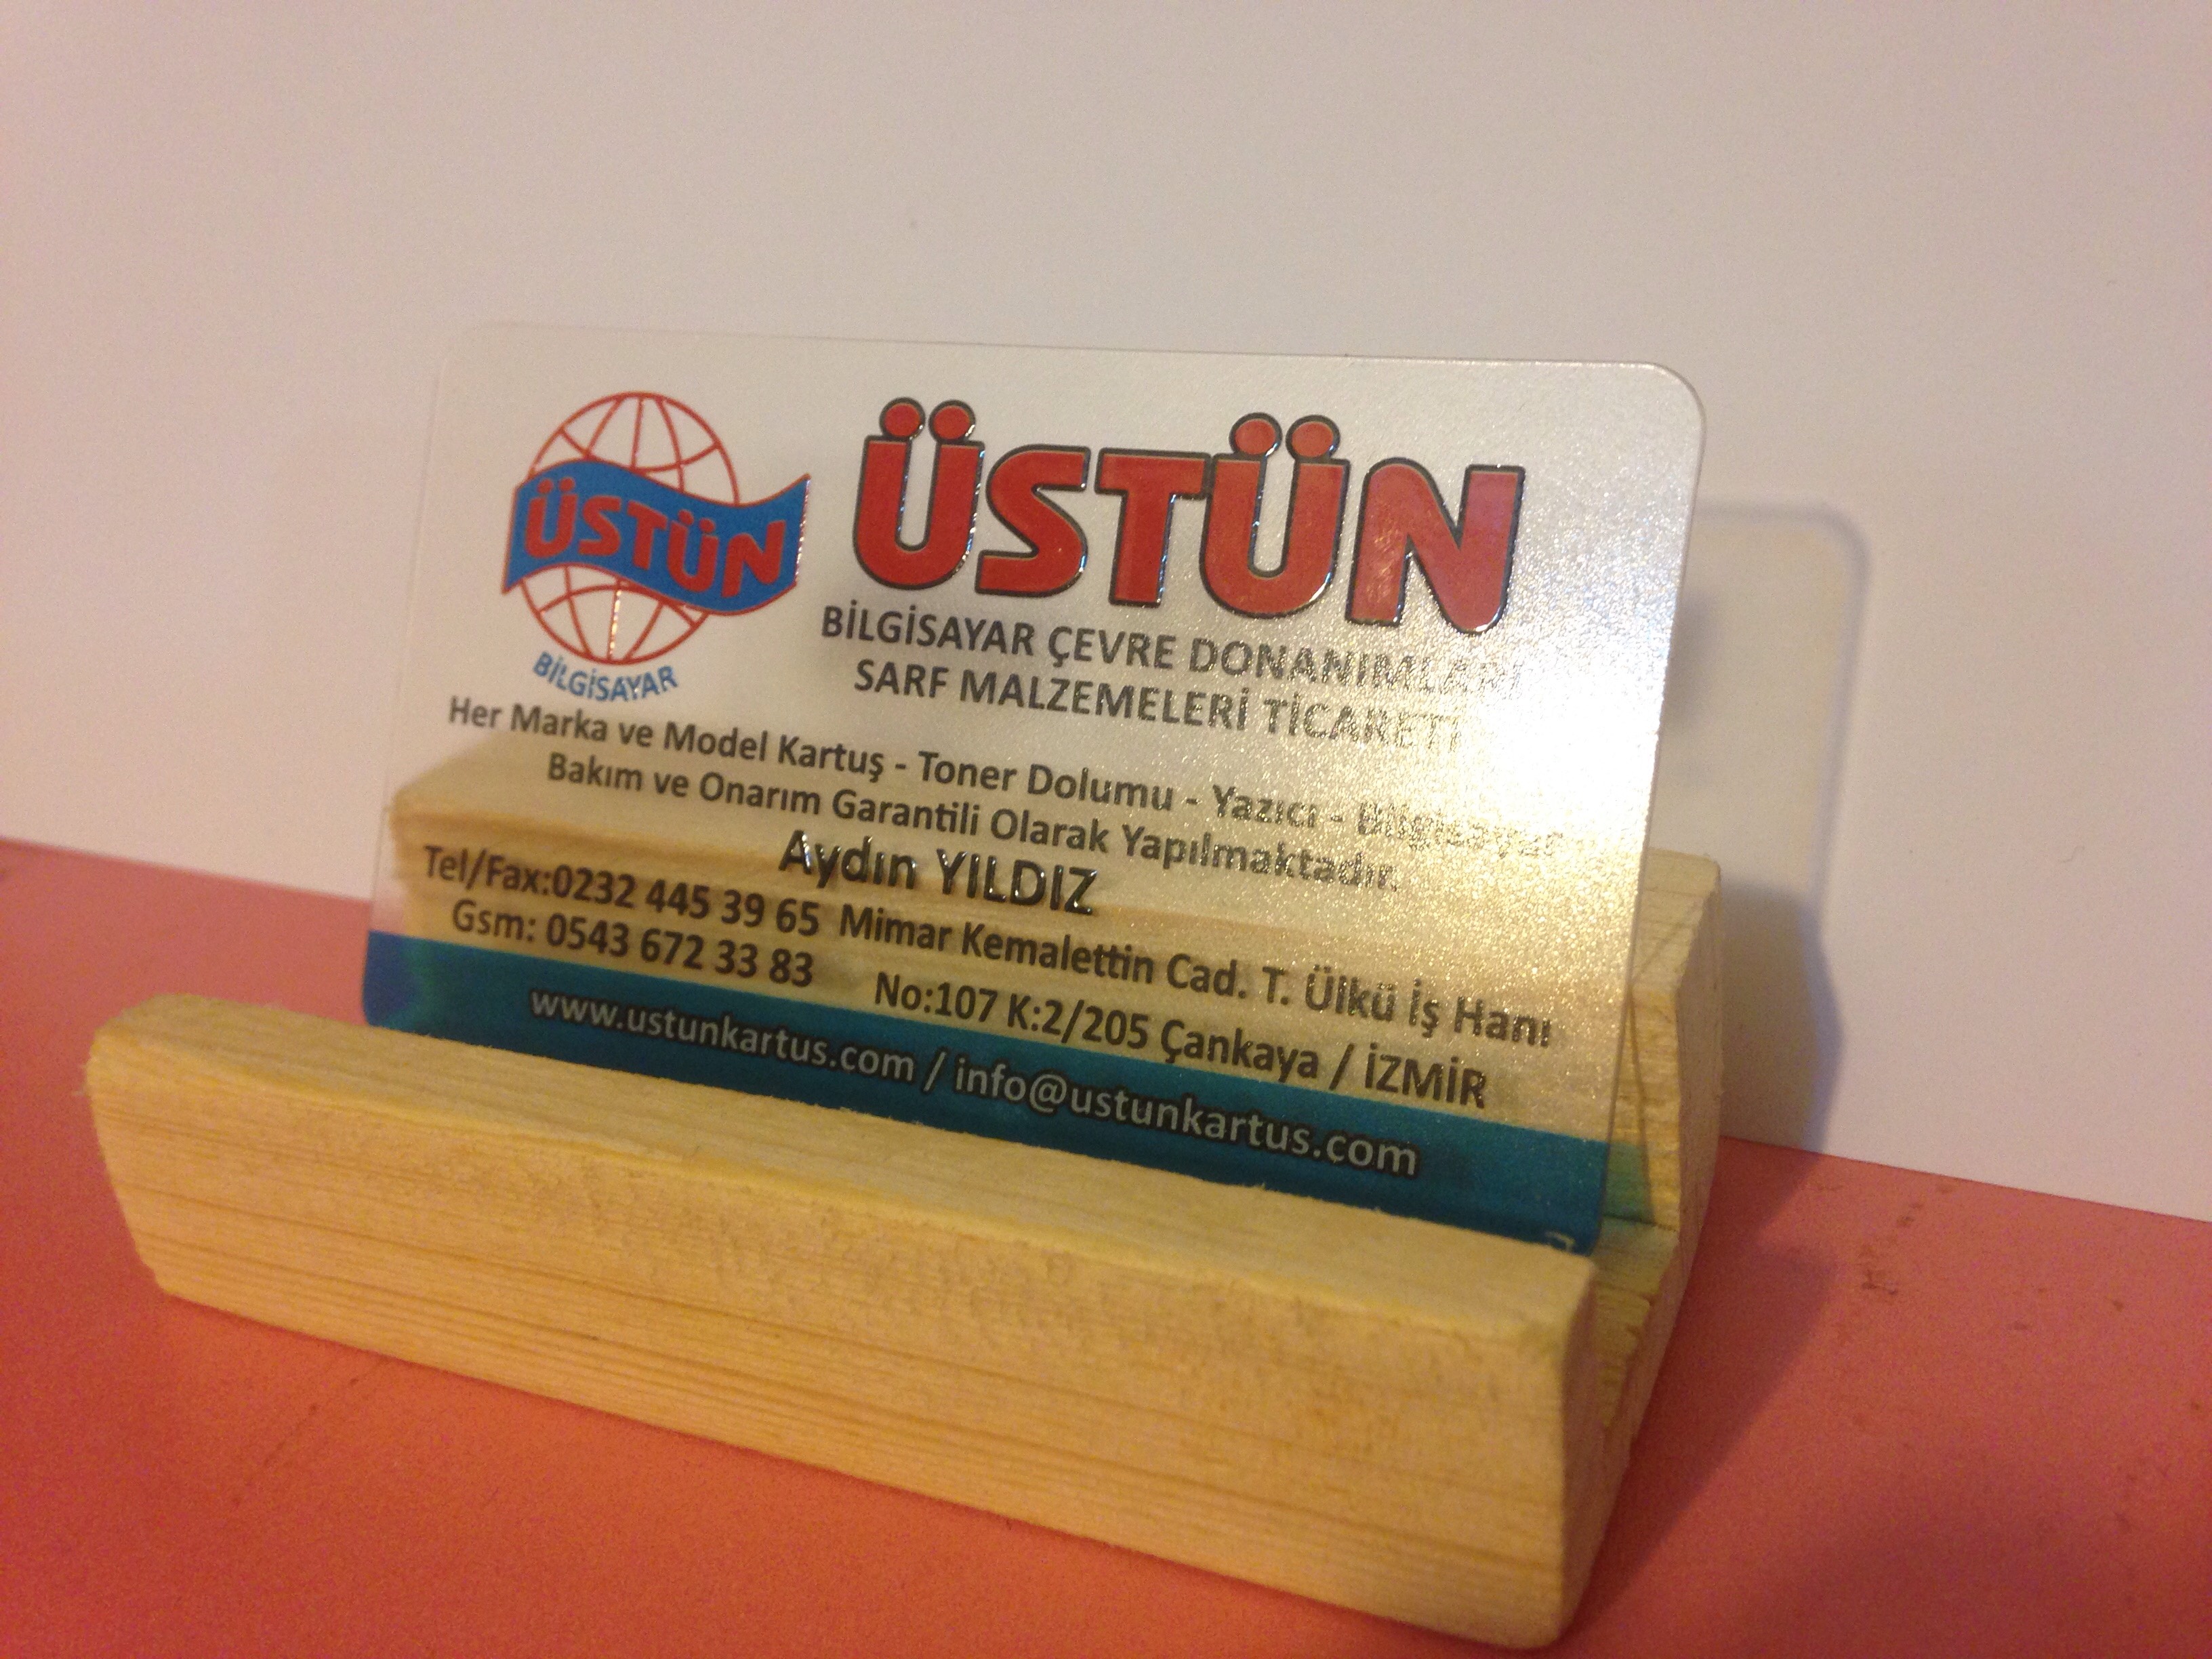 ÜSTÜN
BİLGİSAYAR
ÜSTÜN
BİLGİSAYAR ÇEVRE DONANIMLARI
SARF MALZEMELERİ TİCARETİ
Her Marka ve Model Kartuş - Toner Dolumu - Yazıcı - Bilgisayar
Bakım ve Onarım Garantili Olarak Yapılmaktadır.
Aydın YILDIZ
Tel/Fax:0232 445 39 65
Gsm: 0543 672 33 83
Mimar Kemalettin Cad. T. Ülkü İş Hanı
No:107 K:2/205 Çankaya / İZMİR
www.ustunkartus.com / info@ustunkartus.com